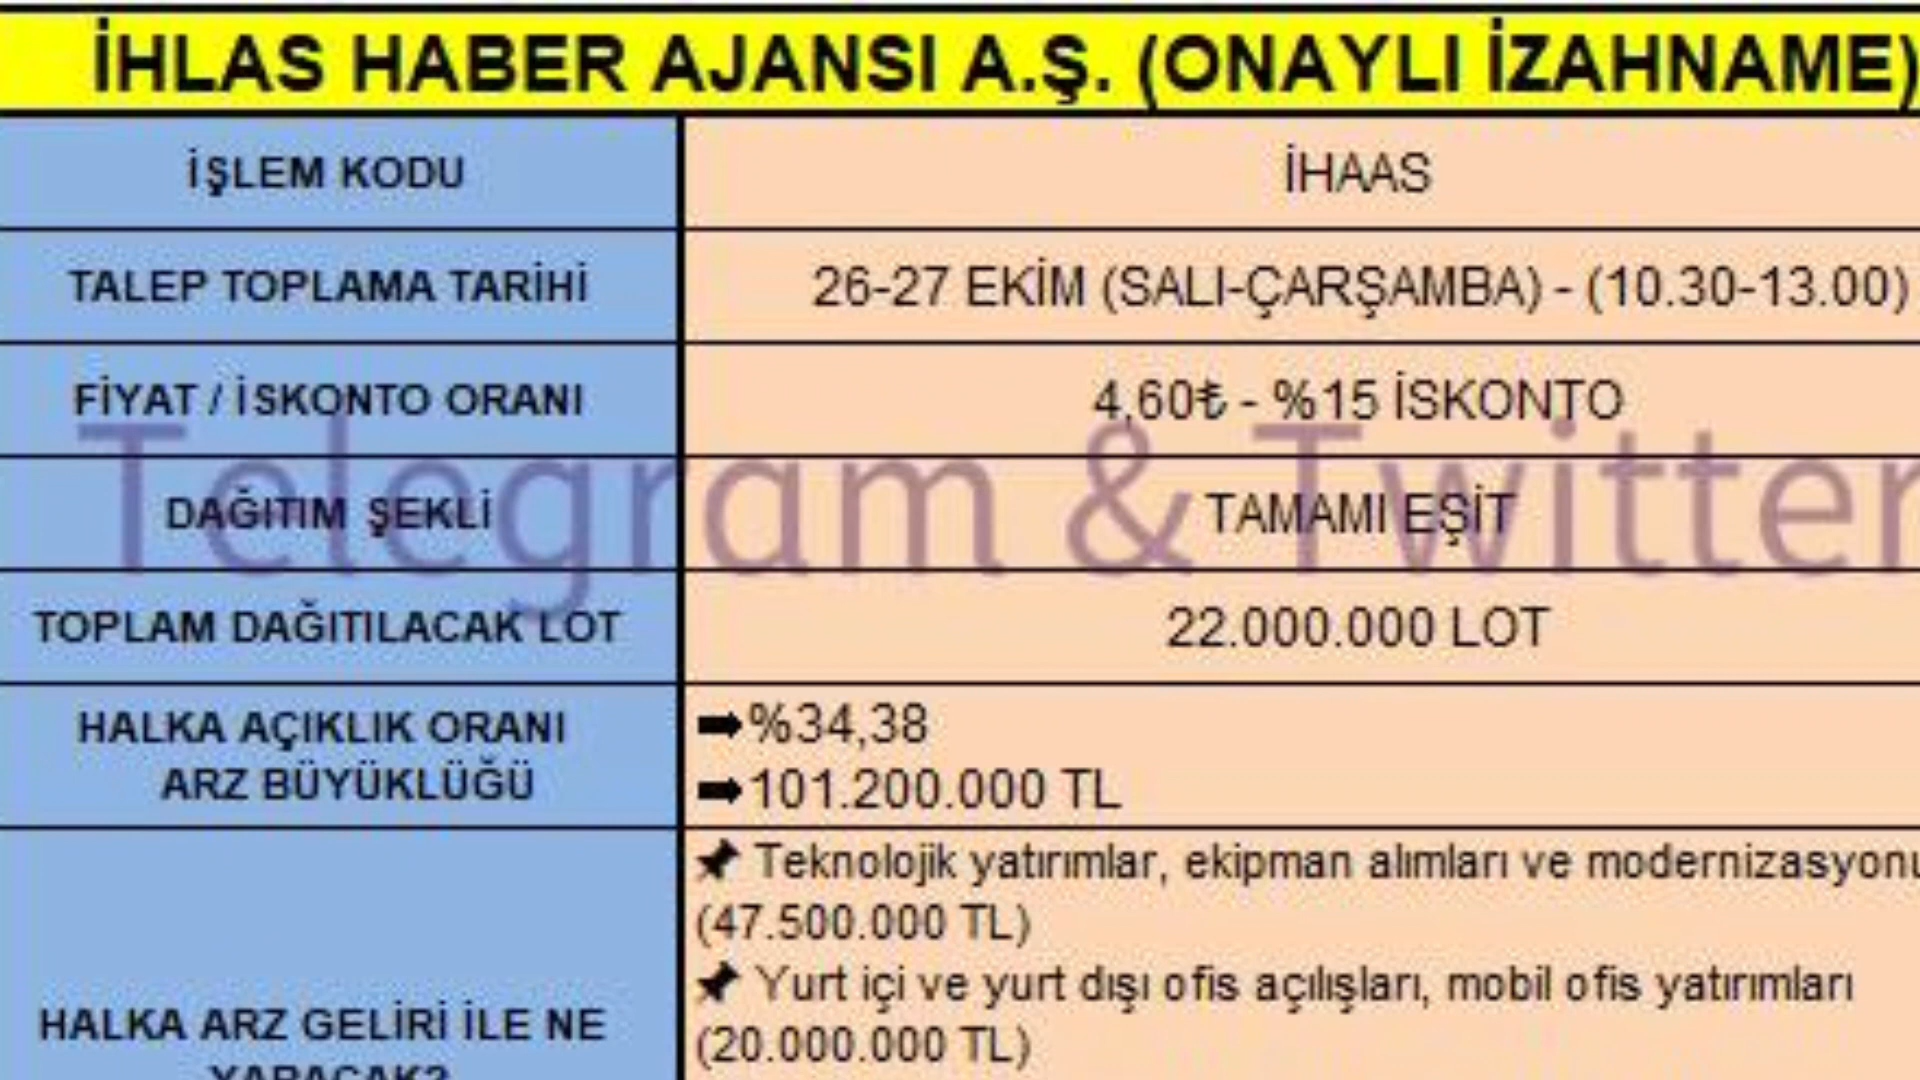 İHLAS HABER AJANSI A.Ş. (ONAYLI İZAHNAME)
İŞLEM KODU
İHAAS
TALEP TOPLAMA TARİHİ
26-27 EKİM (SALI-ÇARŞAMBA) - (10.30-13.00)
FİYAT / İSKONTO ORANI
4,60₺ - %15 İSKONTO
DAĞITIM ŞEKLİ
TAMAMI EŞİT
Telegram & Twitter
TOPLAM DAĞITILACAK LOT
22.000.000 LOT
HALKA AÇIKLIK ORANI
ARZ BÜYÜKLÜĞÜ
➡%34,38
➡101.200.000 TL
HALKA ARZ GELİRİ İLE NE
YAPACAK?
📌 Teknolojik yatırımlar, ekipman alımları ve modernizasyonu
(47.500.000 TL)
📌 Yurt içi ve yurt dışı ofis açılışları, mobil ofis yatırımları
(20.000.000 TL)